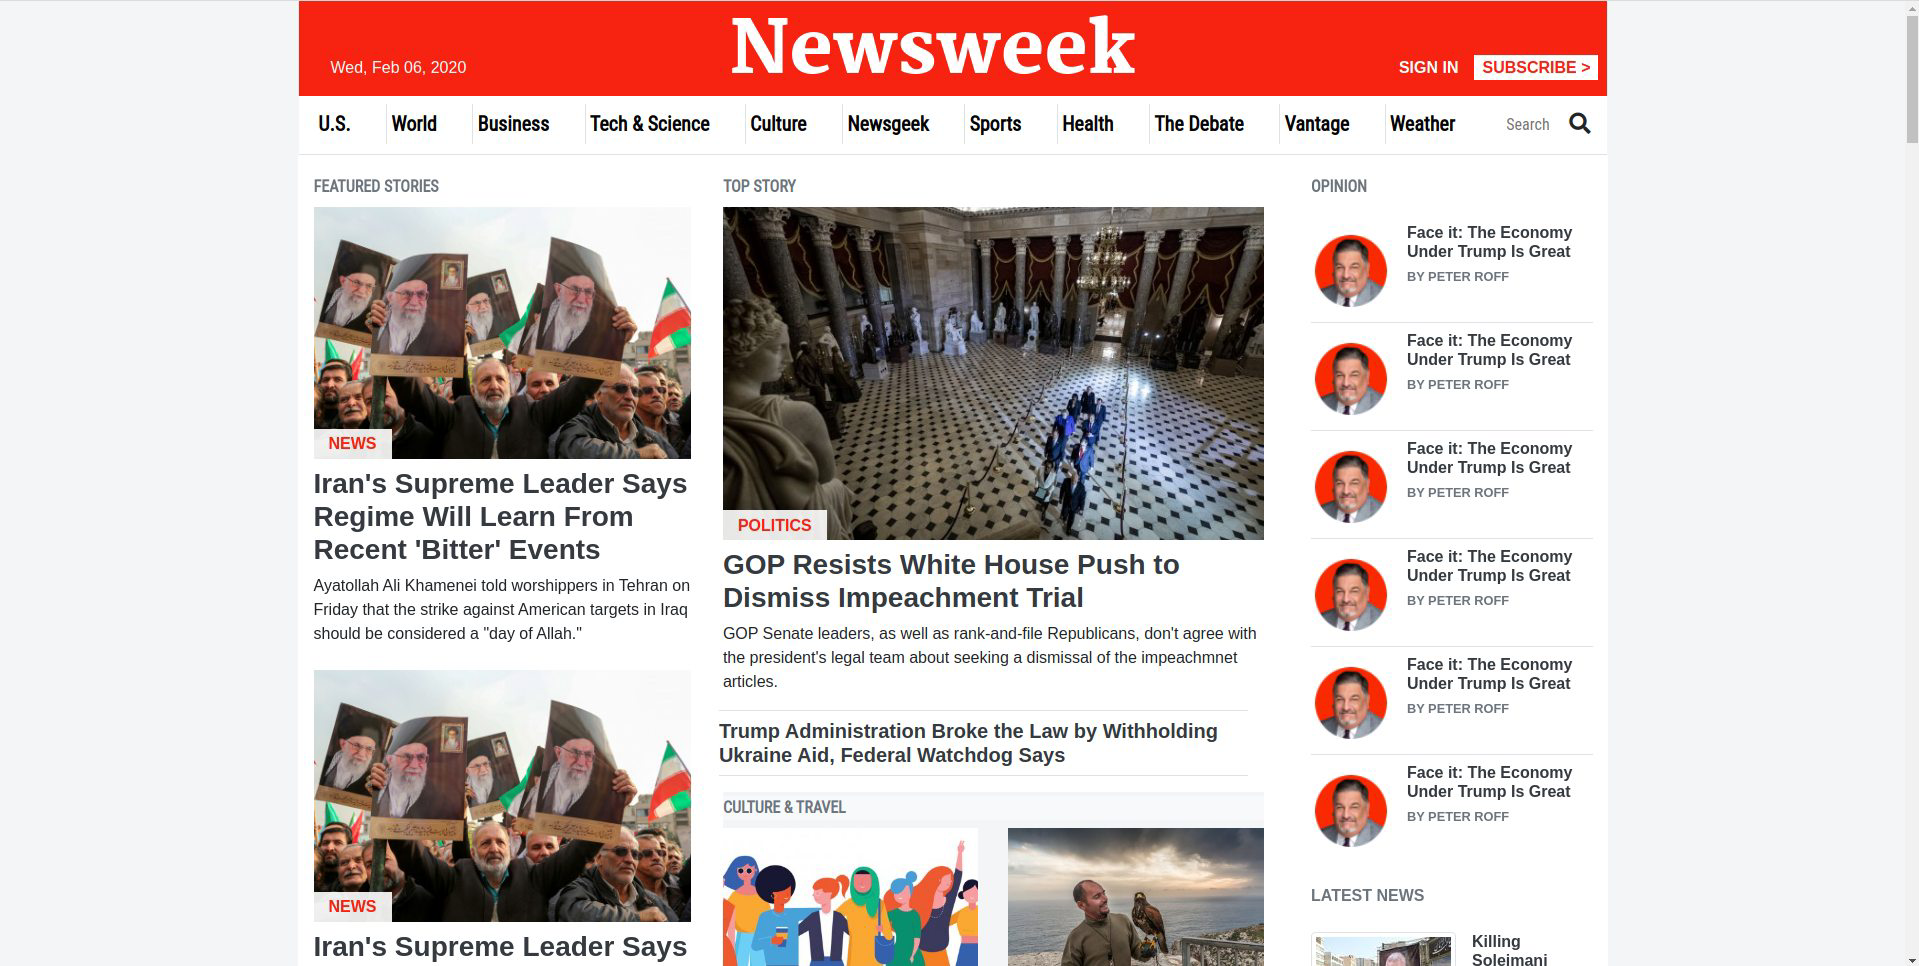 Newsweek
Wed, Feb 06, 2020
SIGN IN
SUBSCRIBE >
U.S.
World
Business
Tech & Science
Culture
Newsgeek
Sports
Health
The Debate
Vantage
Weather
Search
FEATURED STORIES
NEWS
Iran's Supreme Leader Says
Regime Will Learn From
Recent 'Bitter' Events
Ayatollah Ali Khamenei told worshippers in Tehran on
Friday that the strike against American targets in Iraq
should be considered a "day of Allah."
NEWS
Iran's Supreme Leader Says
TOP STORY
POLITICS
GOP Resists White House Push to
Dismiss Impeachment Trial
GOP Senate leaders, as well as rank-and-file Republicans, don't agree with
the president's legal team about seeking a dismissal of the impeachmnet
articles.
Trump Administration Broke the Law by Withholding
Ukraine Aid, Federal Watchdog Says
CULTURE & TRAVEL
OPINION
Face it: The Economy
Under Trump Is Great
BY PETER ROFF
Face it: The Economy
Under Trump Is Great
BY PETER ROFF
Face it: The Economy
Under Trump Is Great
BY PETER ROFF
Face it: The Economy
Under Trump Is Great
BY PETER ROFF
Face it: The Economy
Under Trump Is Great
BY PETER ROFF
Face it: The Economy
Under Trump Is Great
BY PETER ROFF
LATEST NEWS
Killing
Soleimani